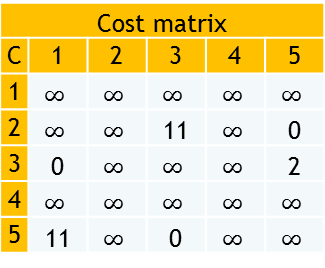 Cost matrix
C 1 2 3 4 5
1 ∞ ∞ ∞ ∞ ∞
2 ∞ ∞ 11 ∞ 0
3 0 ∞ ∞ ∞ 2
4 ∞ ∞ ∞ ∞ ∞
5 11 ∞ 0 ∞ ∞